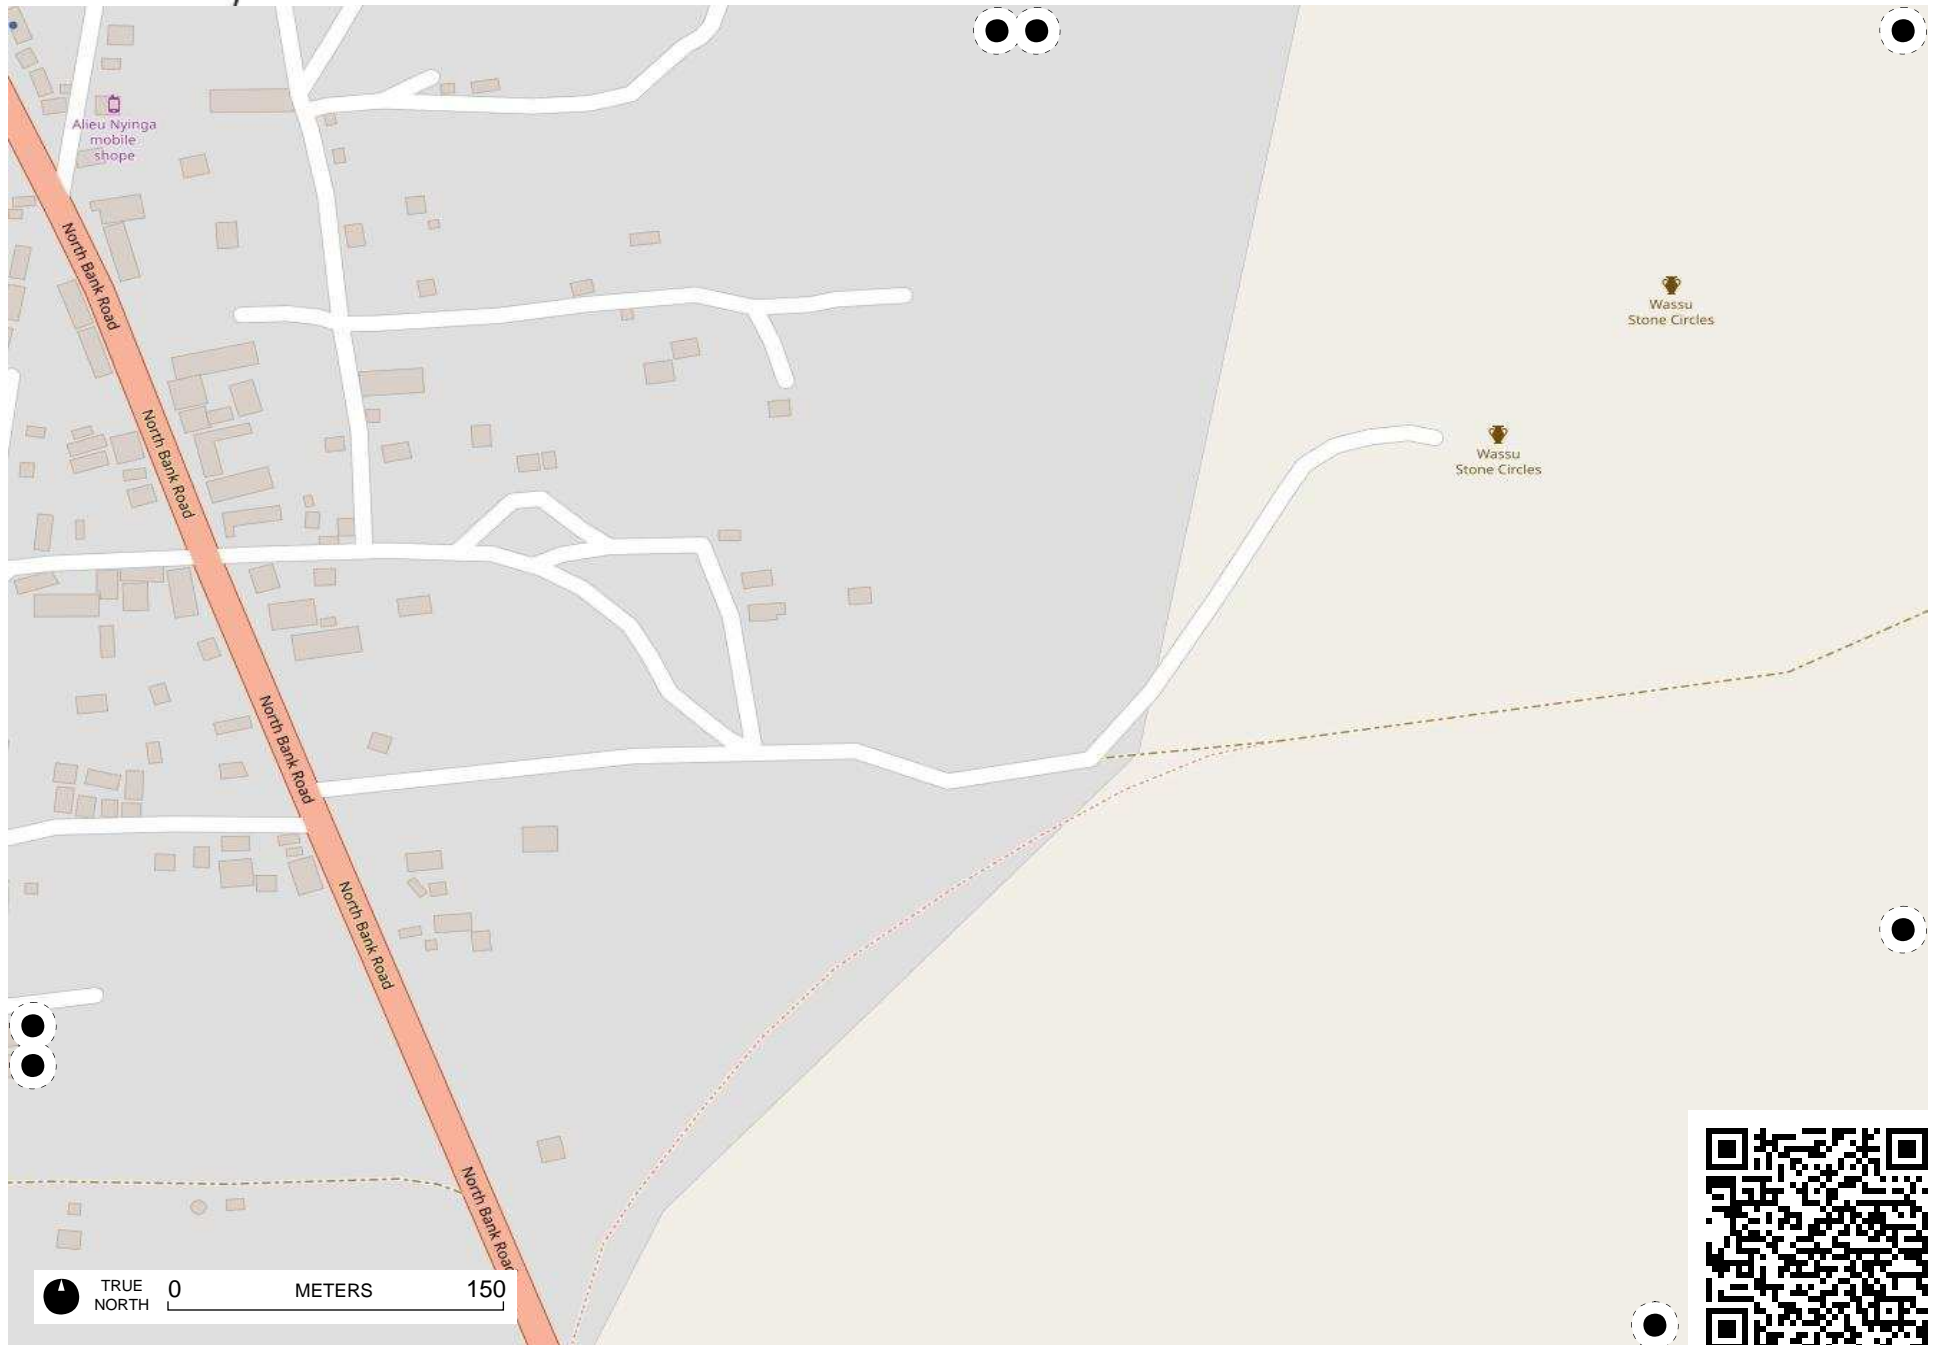 Alieu Nyinga
mobile
shope
North Bank Road
Wassu
Stone Circles
North Bank Road
Wassu
Stone Circles
North Bank Road
North Bank Road
North Bank Road
TRUE
NORTH
0
METERS
150